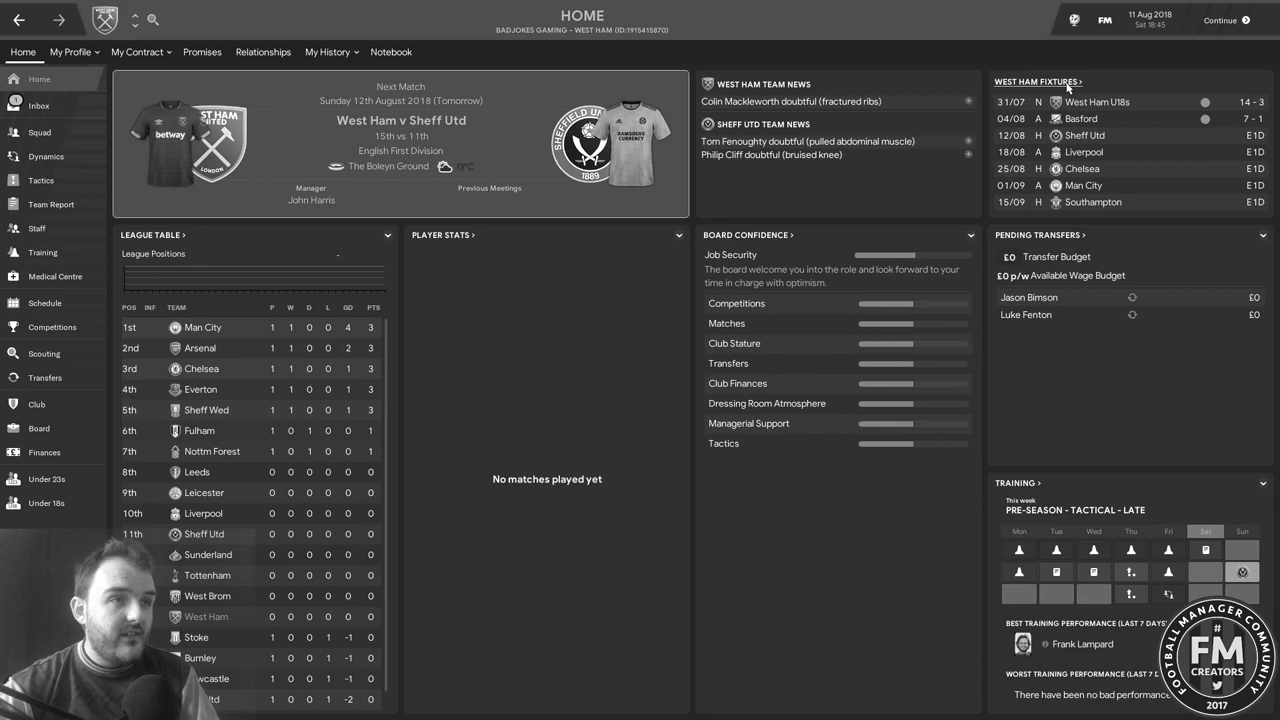 HOME
BADJOKES GAMING - WEST HAM (ID:1915415870)
FM
11 Aug 2018
Sat 18:45
Continue
Home
My Profile
My Contract
Promises
Relationships
My History
Notebook
Home
1
Inbox
Squad
Dynamics
Tactics
Team Report
Staff
Training
Medical Centre
Schedule
Competitions
Scouting
Transfers
Club
Board
Finances
Under 23s
Under 18s
Next Match
Sunday 12th August 2018 (Tomorrow)
West Ham v Sheff Utd
15th vs 11th
English First Division
The Boleyn Ground 13°C
Manager
John Harris
Previous Meetings
betway
WEST HAM
UNITED
LONDON
SHEFFIELD UNITED
1889
RAMSDENS
CURRENCY
WEST HAM TEAM NEWS
Colin Mackleworth doubtful (fractured ribs)
SHEFF UTD TEAM NEWS
Tom Fenoughty doubtful (pulled abdominal muscle)
Philip Cliff doubtful (bruised knee)
WEST HAM FIXTURES >
31/07 N West Ham U18s 14 - 3
04/08 A Basford 7 - 1
12/08 H Sheff Utd E1D
18/08 A Liverpool E1D
25/08 H Chelsea E1D
01/09 A Man City E1D
15/09 H Southampton E1D
LEAGUE TABLE >
League Positions -
POS INF TEAM P W D L GD PTS
1st Man City 1 1 0 0 4 3
2nd Arsenal 1 1 0 0 2 3
3rd Chelsea 1 1 0 0 1 3
4th Everton 1 1 0 0 1 3
5th Sheff Wed 1 1 0 0 1 3
6th Fulham 1 0 1 0 0 1
7th Nottm Forest 1 0 1 0 0 1
8th Leeds 0 0 0 0 0 0
9th Leicester 0 0 0 0 0 0
10th Liverpool 0 0 0 0 0 0
11th Sheff Utd 0 0 0 0 0 0
Sunderland 0 0 0 0 0 0
Tottenham 0 0 0 0 0 0
West Brom 0 0 0 0 0 0
West Ham 0 0 0 0 0 0
Stoke 1 0 0 1 -1 0
Burnley 1 0 0 1 -1 0
wcastle 1 0 0 1 -1 0
ltd 1 0 0 1 -2 0
PLAYER STATS >
No matches played yet
BOARD CONFIDENCE >
Job Security
The board welcome you into the role and look forward to your
time in charge with optimism.
Competitions
Matches
Club Stature
Transfers
Club Finances
Dressing Room Atmosphere
Managerial Support
Tactics
PENDING TRANSFERS >
£0 Transfer Budget
£0 p/w Available Wage Budget
Jason Bimson £0
Luke Fenton £0
TRAINING >
This week
PRE-SEASON - TACTICAL - LATE
Mon Tue Wed Thu Fri Sat Sun
BEST TRAINING PERFORMANCE (LAST 7 DAYS
Frank Lampard
WORST TRAINING PERFORMANCE (LAST 7 D
There have been no bad performance
FOOTBALL MANAGER COMMUNITY
#
FM
CREATORS
2017